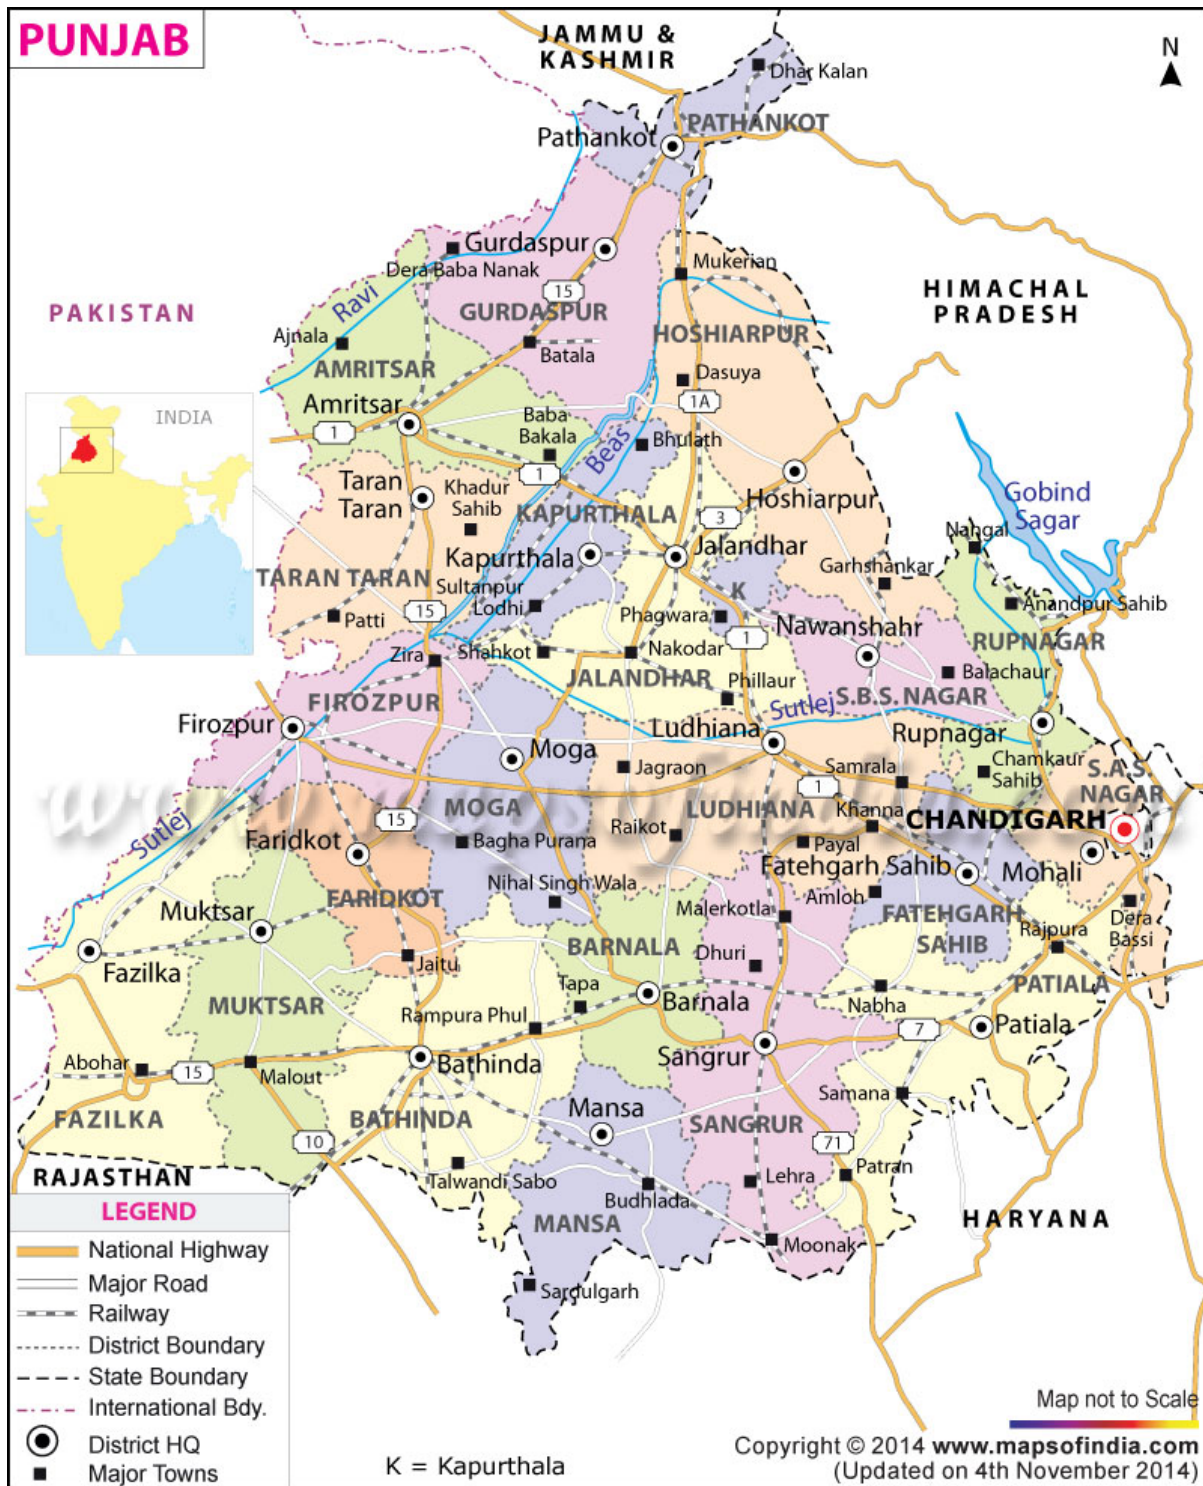 PUNJAB
JAMMU &
KASHMIR
N
Dhar Kalan
PATHANKOT
Pathankot
Gurdaspur
Dera Baba Nanak
Mukerian
HIMACHAL
PRADESH
PAKISTAN
Ravi
15
GURDASPUR
HOSHIARPUR
Ajnala
Batala
AMRITSAR
Dasuya
INDIA
Amritsar
1
1A
Baba
Bakala
Beas
Bhulath
1
Taran
Taran
Khadur
Sahib
Hoshiarpur
Gobind
Sagar
KAPURTHALA
3
Nangal
Kapurthala
Jalandhar
TARAN TARAN
Sultanpur
Lodhi
Garhshankar
K
15
Patti
Phagwara
1
Anandpur Sahib
Nawanshahr
RUPNAGAR
Zira
Shahkot
Nakodar
JALANDHAR
Balachaur
FIROZPUR
Phillaur
S.B.S. NAGAR
Sutlej
Firozpur
Ludhiana
Rupnagar
Moga
Jagraon
Samrala
Chamkaur
Sahib
S.A.S.
NAGAR
www.mapsofindia.com
MOGA
LUDHIANA
1
Khanna
CHANDIGARH
Sutlej
15
Faridkot
Bagha Purana
Raikot
Payal
Mohali
Fatehgarh Sahib
Nihal Singh Wala
Amloh
Muktsar
FARIDKOT
Malerkotla
FATEHGARH
SAHIB
Rajpura
Dera
Bassi
Fazilka
Jaitu
BARNALA
Dhuri
PATIALA
MUKTSAR
Tapa
Barnala
Nabha
Rampura Phul
Sangrur
7
Patiala
Abohar
15
Malout
Bathinda
Samana
FAZILKA
BATHINDA
Mansa
SANGRUR
10
71
RAJASTHAN
Talwandi Sabo
Budhlada
Lehra
Patran
MANSA
Moonak
HARYANA
Sardulgarh
LEGEND
National Highway
Major Road
Railway
District Boundary
State Boundary
International Bdy.
District HQ
Major Towns
K = Kapurthala
Map not to Scale
Copyright © 2014 www.mapsofindia.com
(Updated on 4th November 2014)